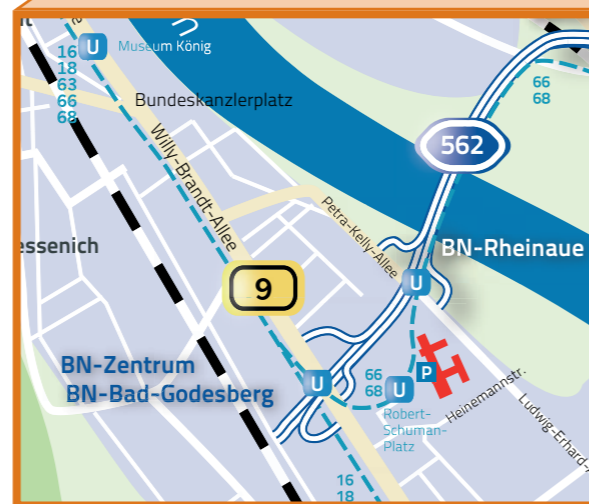 U
Museum König
16
18
63
66
68
Bundeskanzlerplatz
Willy-Brandt-Allee
66
68
562
Petra-Kelly-Allee
BN-Rheinaue
essenich
9
U
BN-Zentrum
BN-Bad-Godesberg
U
66
68
U
P
Robert-
Schuman-
Platz
Heinemannstr.
Ludwig-Erhard-
16
18